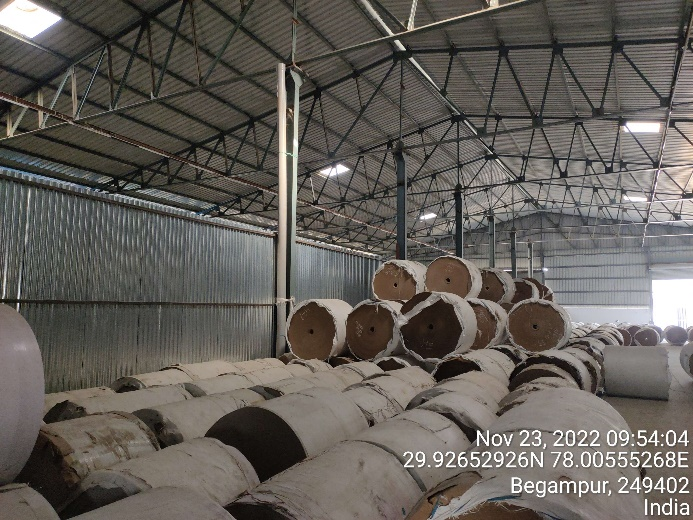 Nov 23, 2022 09:54:04
29.92652926N 78.00555268E
Begampur, 249402
India